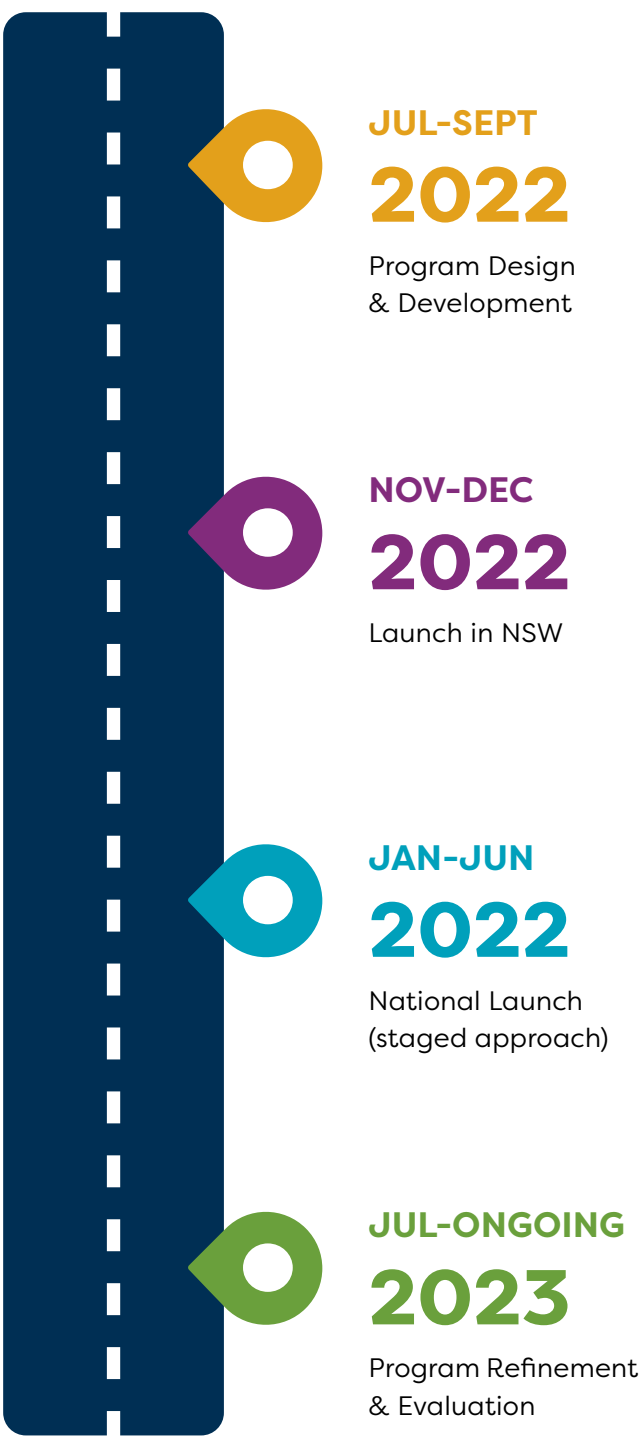 JUL-SEPT
2022
Program Design
& Development
NOV-DEC
2022
Launch in NSW
JAN-JUN
2022
National Launch
(staged approach)
JUL-ONGOING
2023
Program Refinement
& Evaluation